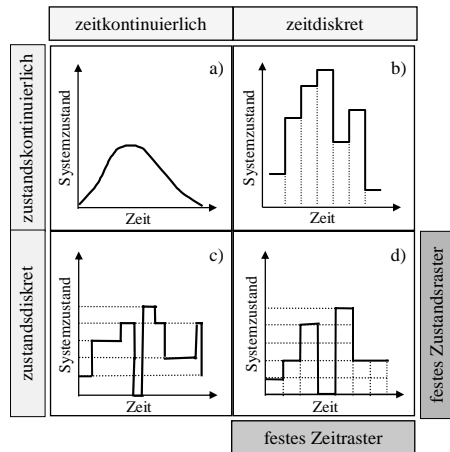 zeitkontinuierlich
zeitdiskret
zustandskontinuierlich
a)
Systemzustand
Zeit
b)
Systemzustand
Zeit
zustandsdiskret
c)
Systemzustand
Zeit
d)
Systemzustand
Zeit
festes Zustandsraster
festes Zeitraster